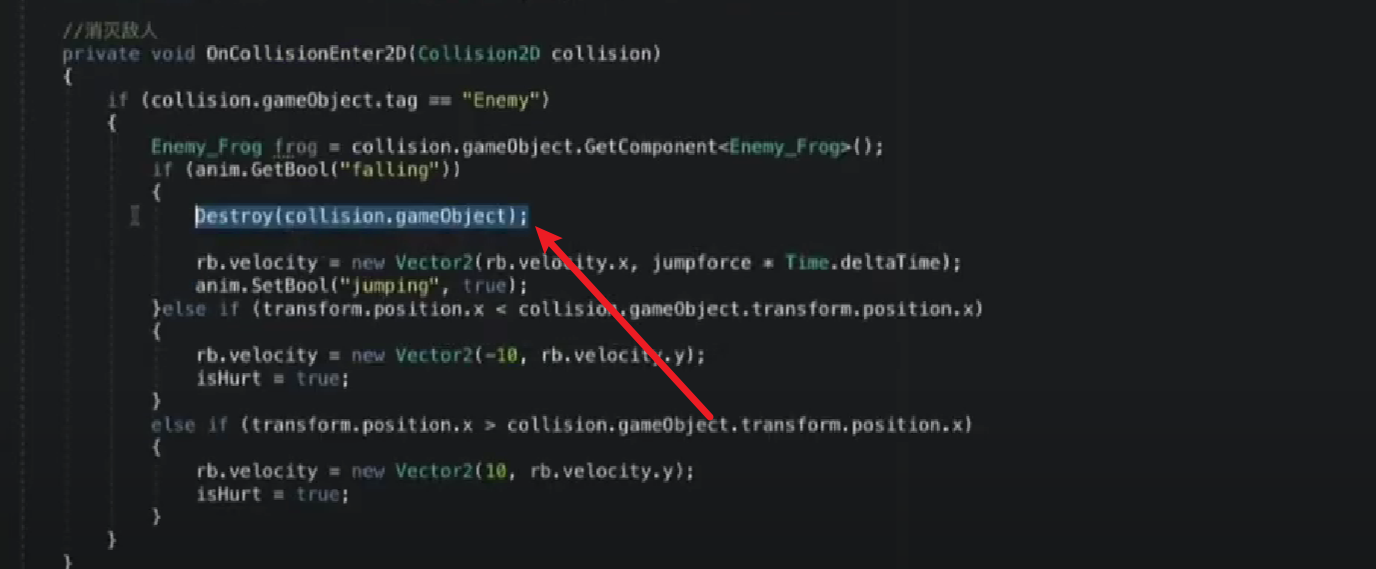 //消灭敌人
private void OnCollisionEnter2D(Collision2D collision)
{
if (collision.gameObject.tag == "Enemy")
{
Enemy_Frog frog = collision.gameObject.GetComponent<Enemy_Frog>();
if (anim.GetBool("falling"))
{
Destroy(collision.gameObject);
rb.velocity = new Vector2(rb.velocity.x, jumpforce * Time.deltaTime);
anim.SetBool("jumping", true);
}else if (transform.position.x < collision.gameObject.transform.position.x)
{
rb.velocity = new Vector2(-10, rb.velocity.y);
isHurt = true;
}
else if (transform.position.x > collision.gameObject.transform.position.x)
{
rb.velocity = new Vector2(10, rb.velocity.y);
isHurt = true;
}
}
}